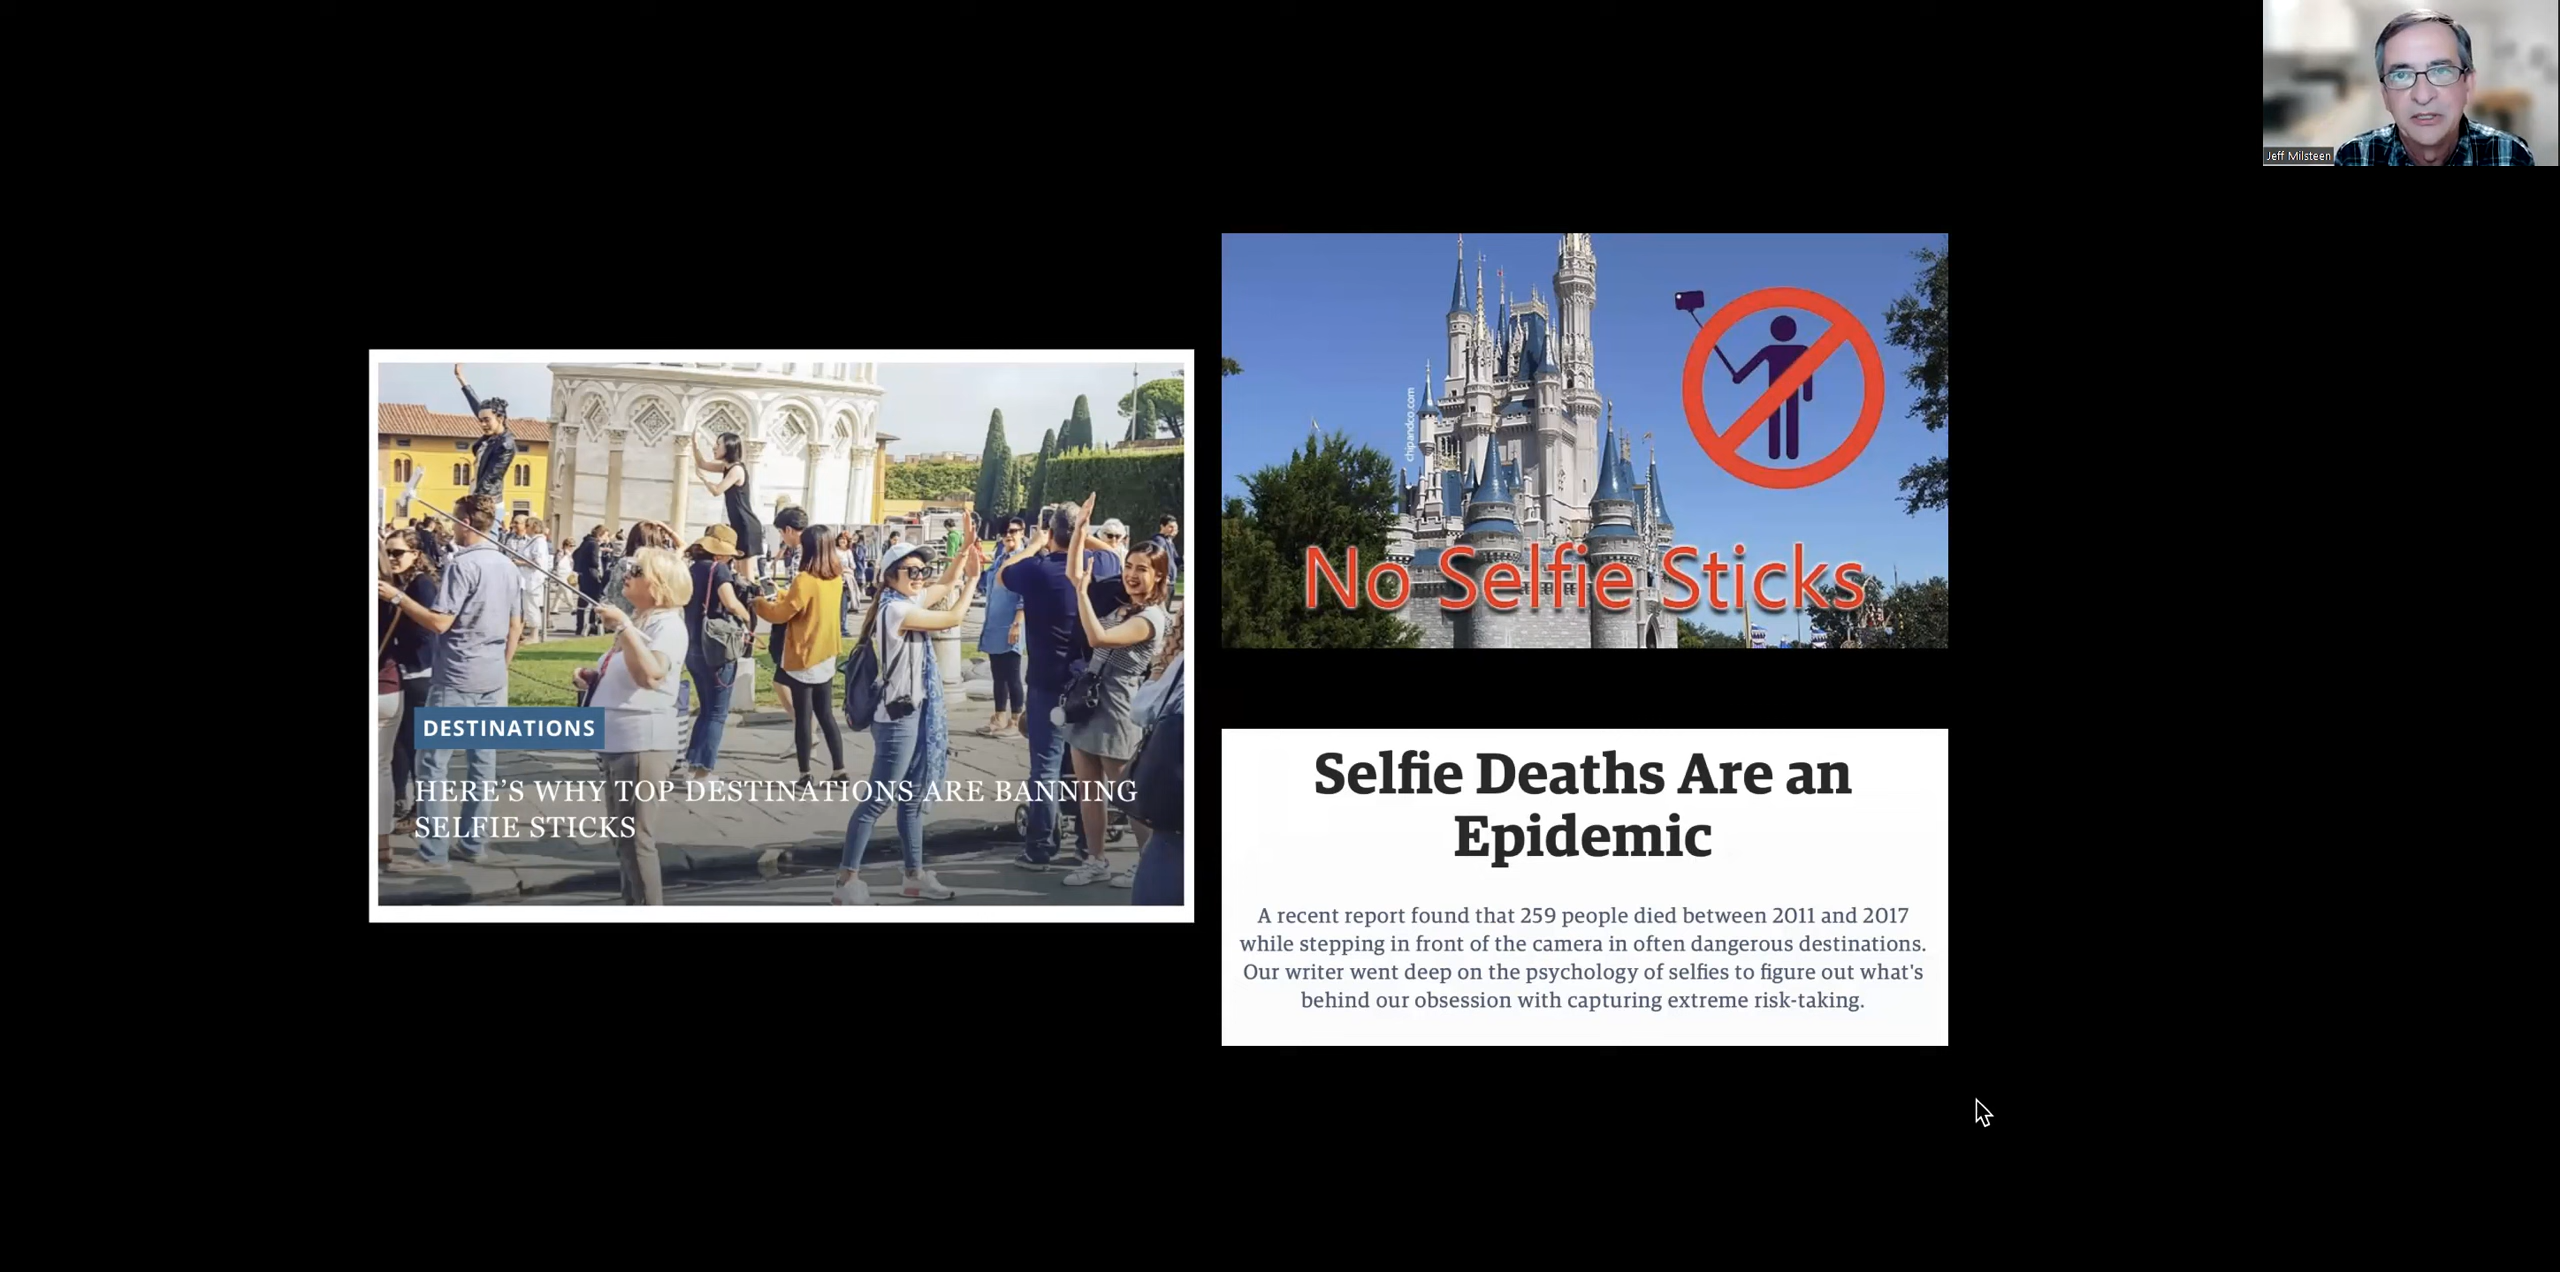 Jeff Milsteen
DESTINATIONS
HERE'S WHY TOP DESTINATIONS ARE BANNING
SELFIE STICKS
chipandco.com
No Selfie Sticks
Selfie Deaths Are an
Epidemic
A recent report found that 259 people died between 2011 and 2017
while stepping in front of the camera in often dangerous destinations.
Our writer went deep on the psychology of selfies to figure out what's
behind our obsession with capturing extreme risk-taking.